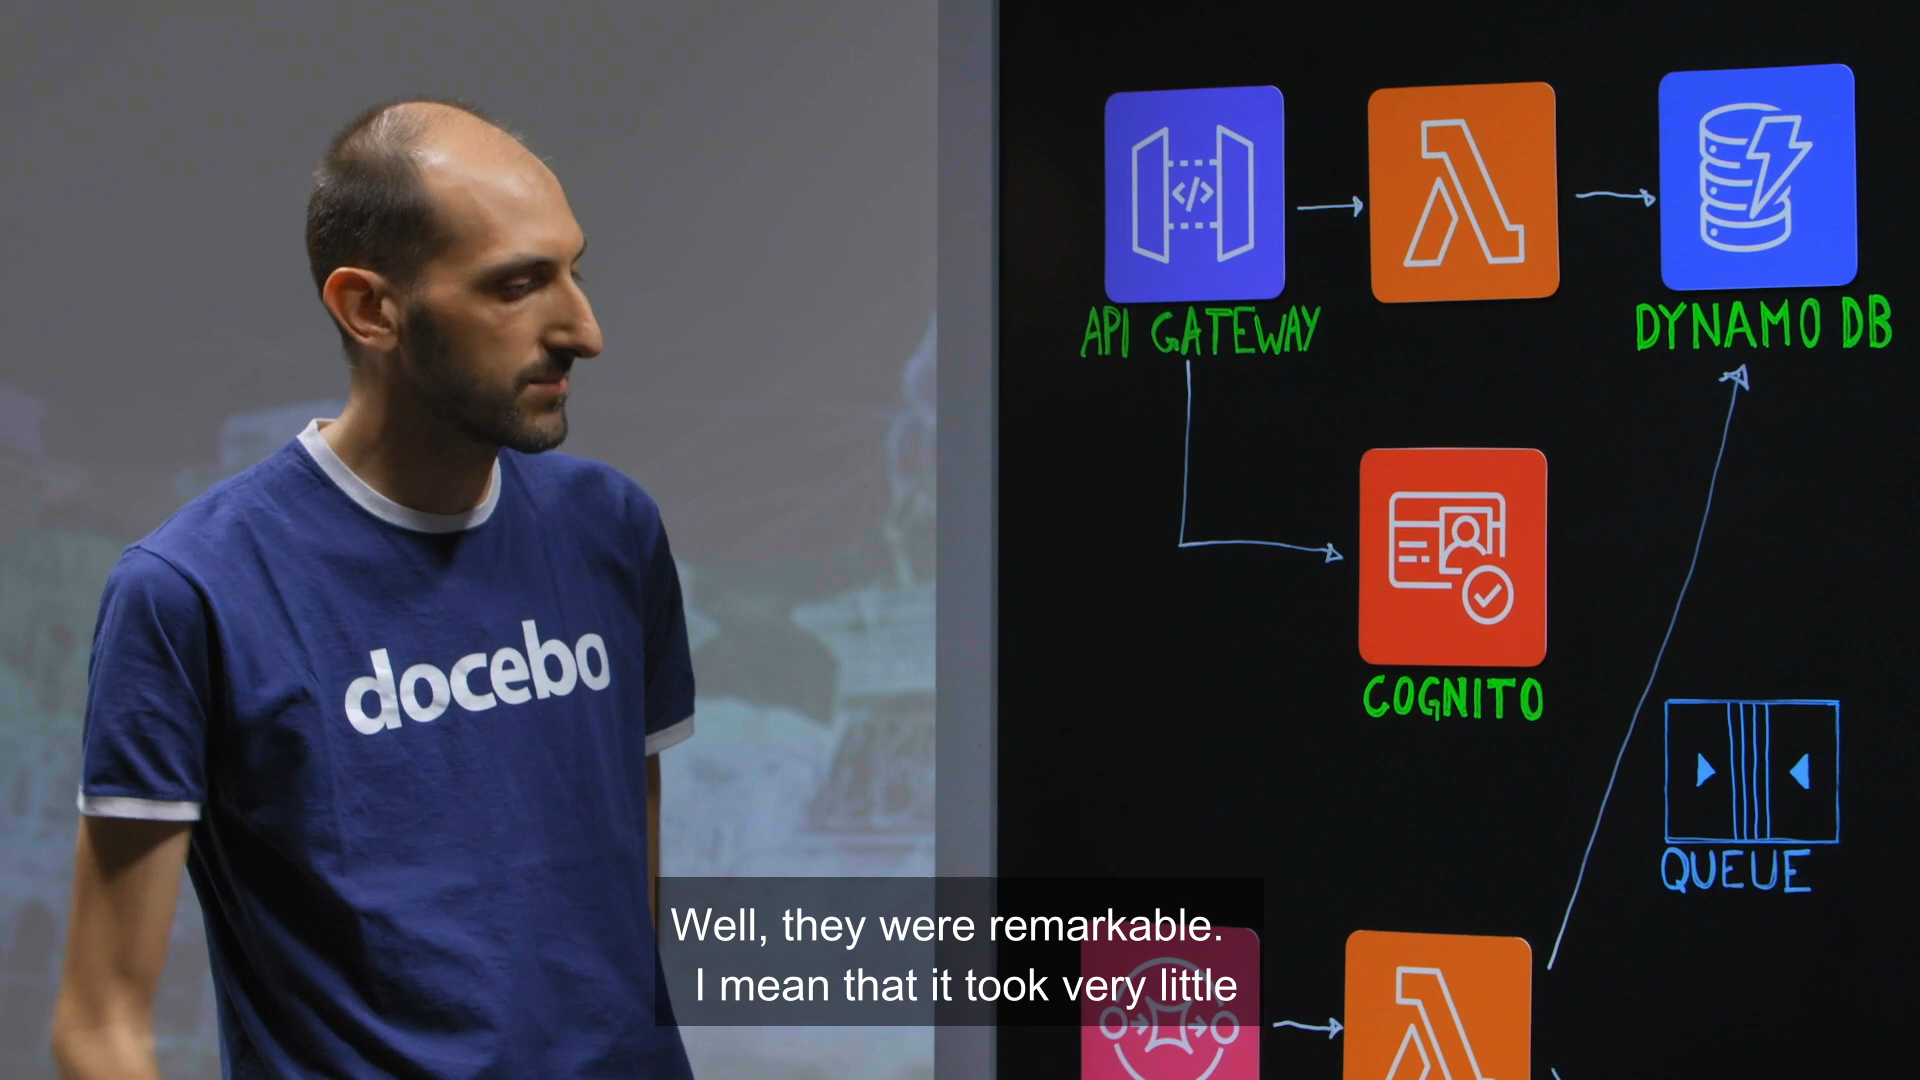 docebo
</>
API GATEWAY
DYNAMO DB
COGNITO
QUEUE
Well, they were remarkable.
I mean that it took very little